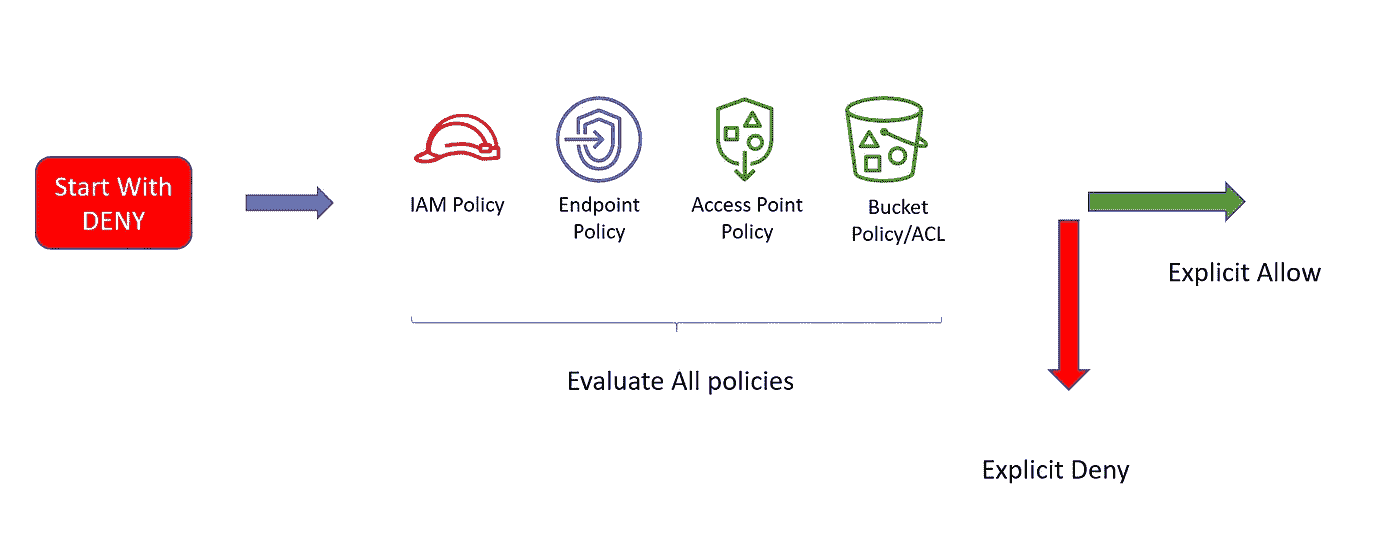 Start With
DENY
IAM Policy
Endpoint
Policy
Access Point
Policy
Bucket
Policy/ACL
Explicit Allow
Evaluate All policies
Explicit Deny